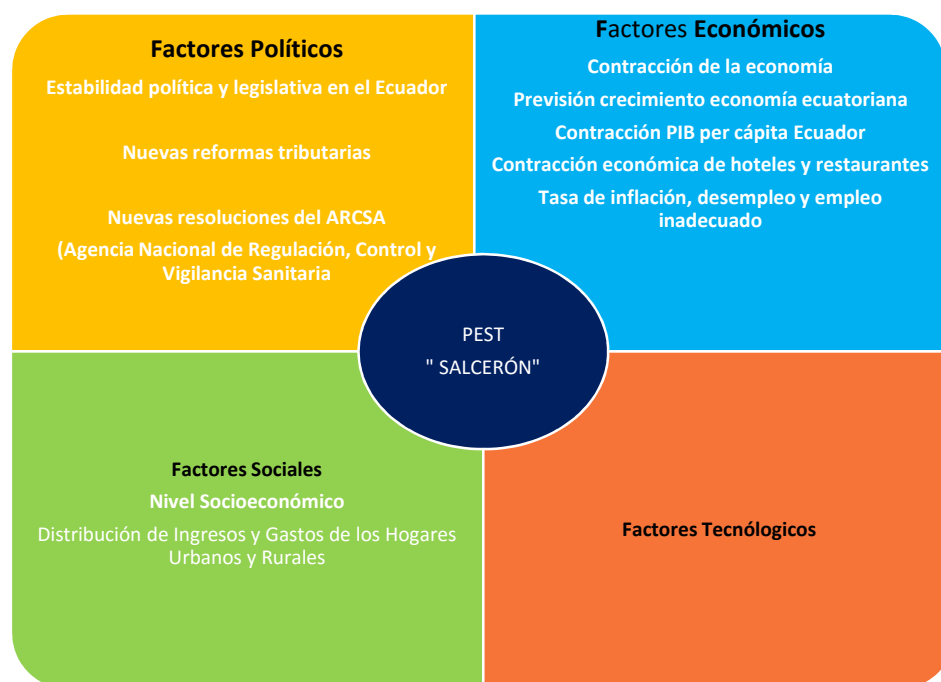 Factores Políticos
Estabilidad política y legislativa en el Ecuador
Nuevas reformas tributarias
Nuevas resoluciones del ARCSA
(Agencia Nacional de Regulación, Control y
Vigilancia Sanitaria
Factores Económicos
Contracción de la economía
Previsión crecimiento economía ecuatoriana
Contracción PIB per cápita Ecuador
Contracción económica de hoteles y restaurantes
Tasa de inflación, desempleo y empleo
inadecuado
PEST
" SALCERÓN"
Factores Sociales
Nivel Socioeconómico
Distribución de Ingresos y Gastos de los Hogares
Urbanos y Rurales
Factores Tecnólogicos